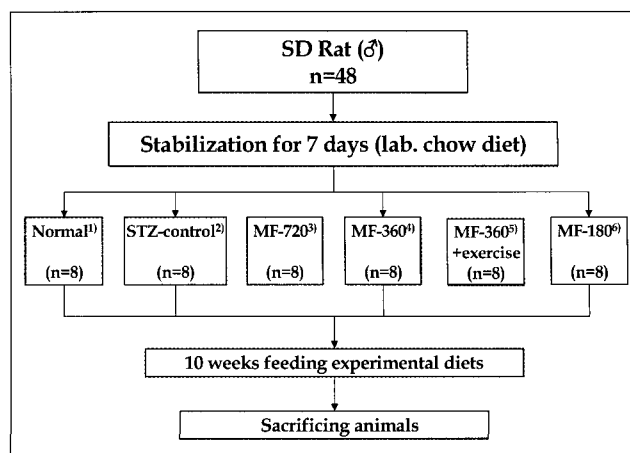 SD Rat (♂)
n=48
Stabilization for 7 days (lab. chow diet)
Normal1)
(n=8)
STZ-control2)
(n=8)
MF-7203)
(n=8)
MF-3604)
(n=8)
MF-3605)
+exercise
(n=8)
MF-1806)
(n=8)
10 weeks feeding experimental diets
Sacrificing animals